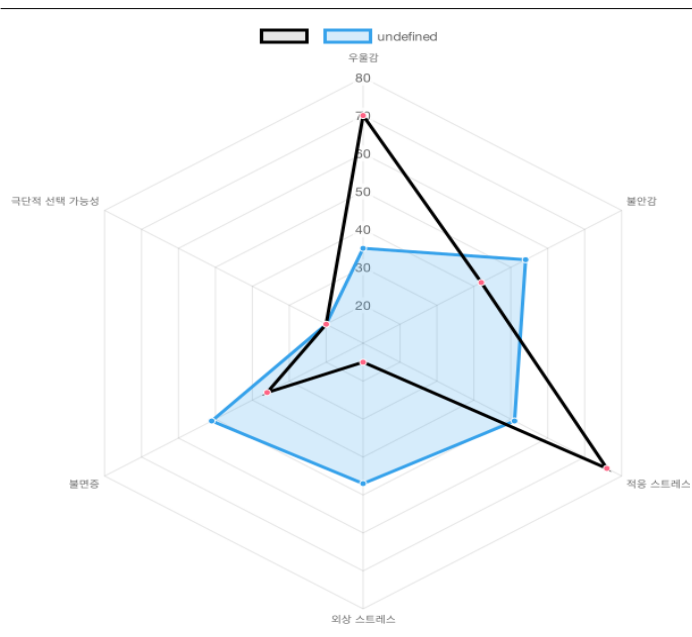 undefined
우울감
80
70
60
50
40
30
20
극단적 선택 가능성
불안감
불면증
적응 스트레스
외상 스트레스